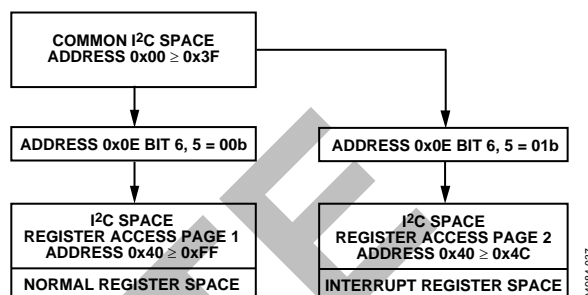 COMMON I²C SPACE
ADDRESS 0x00 ≥ 0x3F
ADDRESS 0x0E BIT 6, 5 = 00b
ADDRESS 0x0E BIT 6, 5 = 01b
I²C SPACE
REGISTER ACCESS PAGE 1
ADDRESS 0x40 ≥ 0xFF
NORMAL REGISTER SPACE
I²C SPACE
REGISTER ACCESS PAGE 2
ADDRESS 0x40 ≥ 0x4C
INTERRUPT REGISTER SPACE